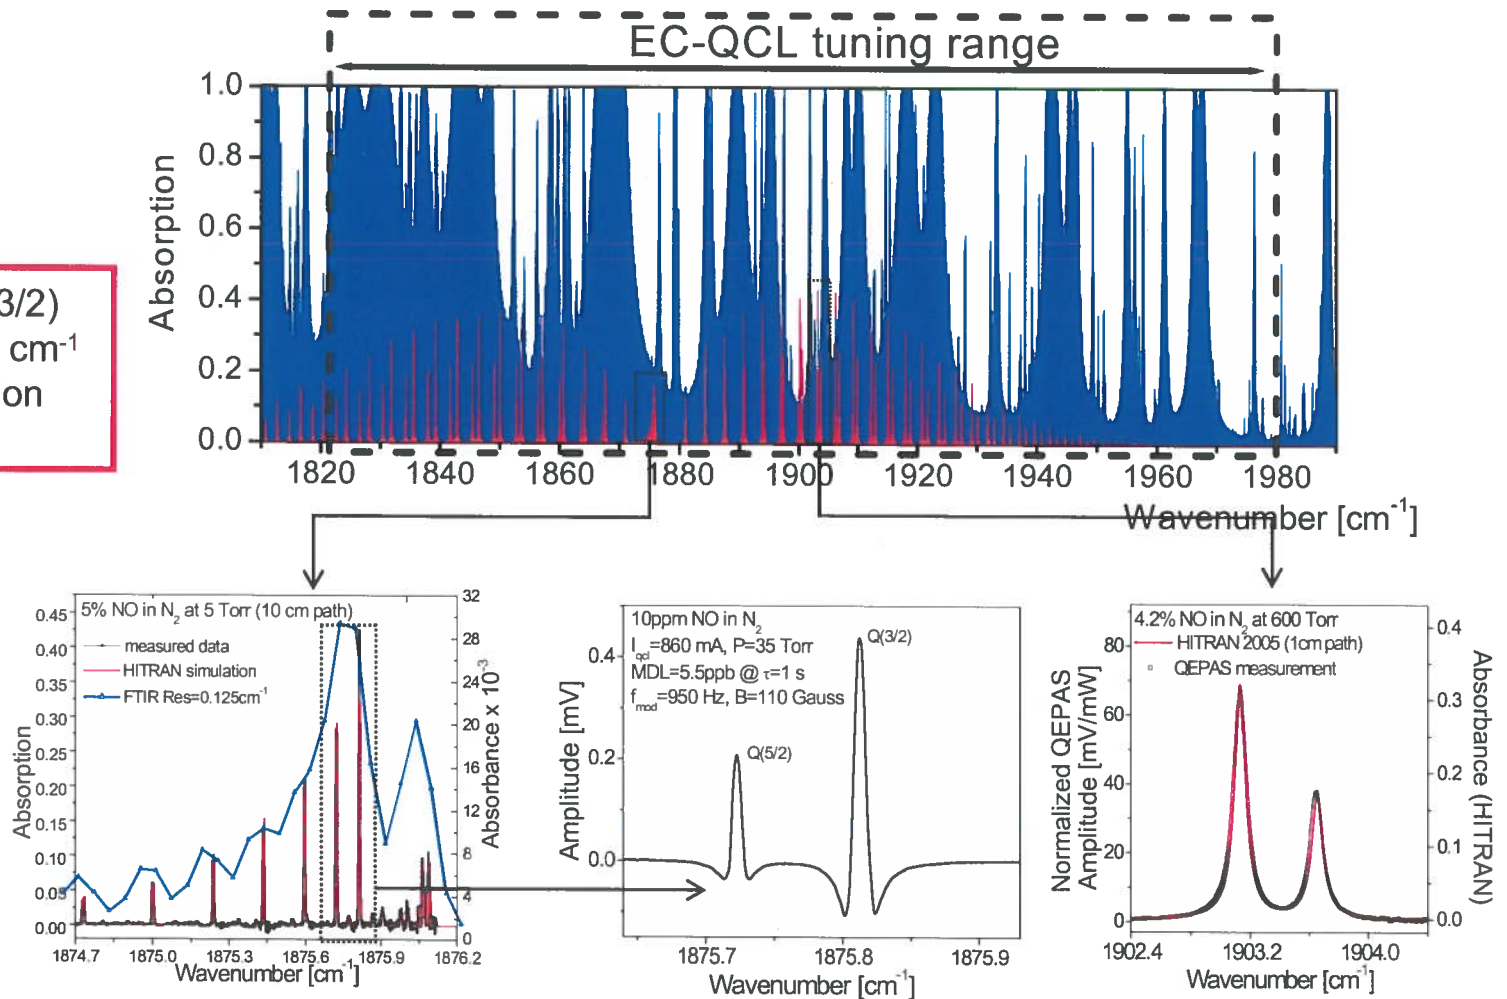 EC-QCL tuning range
1.0
0.8
0.6
0.4
0.2
0.0
Absorption
1820 1840 1860 1880 1900 1920 1940 1960 1980
Wavenumber [cm⁻¹]
3/2)
cm⁻¹
on
5% NO in N₂ at 5 Torr (10 cm path)
measured data
HITRAN simulation
FTIR Res=0.125cm⁻¹
0.45
0.40
0.35
0.30
0.25
0.20
0.15
0.10
0.05
0.00
Absorption
32
28
24
20
16
12
8
4
0
Absorbance x 10⁻³
1874.7 1875.0 1875.3 1875.6 1875.9 1876.2
Wavenumber [cm⁻¹]
10ppm NO in N₂
I_qcl=860 mA, P=35 Torr
MDL=5.5ppb @ τ=1 s
f_mod=950 Hz, B=110 Gauss
Q(3/2)
Q(5/2)
0.4
0.2
0.0
Amplitude [mV]
1875.7 1875.8 1875.9
Wavenumber [cm⁻¹]
4.2% NO in N₂ at 600 Torr
HITRAN 2005 (1cm path)
QEPAS measurement
80
60
40
20
0
Normalized QEPAS
Amplitude [mV/mW]
0.4
0.3
0.2
0.1
0.0
Absorbance (HITRAN)
1902.4 1903.2 1904.0
Wavenumber [cm⁻¹]